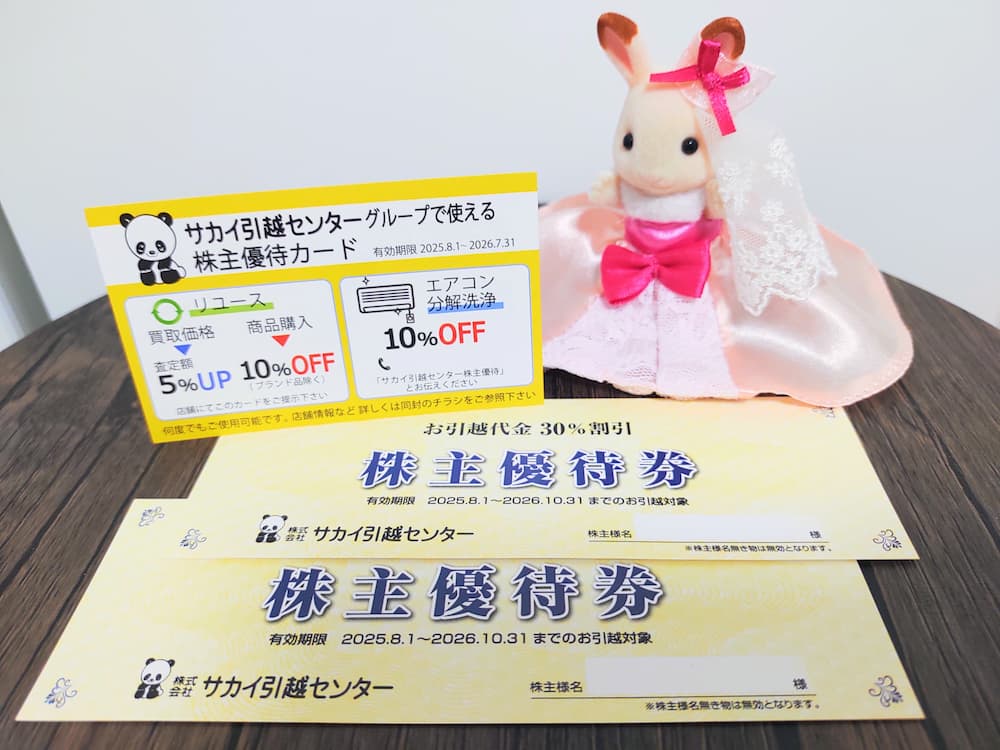 サカイ引越センターグループで使える
株主優待カード 有効期限 2025.8.1~2026.7.31
リユース
買取価格 商品購入
査定額
5%UP 10%OFF
(ブランド品除く)
店舗にてこのカードをご提示下さい
エアコン
分解洗浄
10%OFF
「サカイ引越センター株主優待」
とお伝えください
何度でもご使用可能です。店舗情報など 詳しくは同封のチラシをご参照下さい
お引越代金 30%割引
株主優待券
有効期限 2025.8.1〜2026.10.31 までのお引越対象
株式会社 サカイ引越センター
株主様名 様
※株主様名無き物は無効となります。
株主優待券
有効期限 2025.8.1〜2026.10.31 までのお引越対象
株式会社 サカイ引越センター
株主様名 様
※株主様名無き物は無効となります。